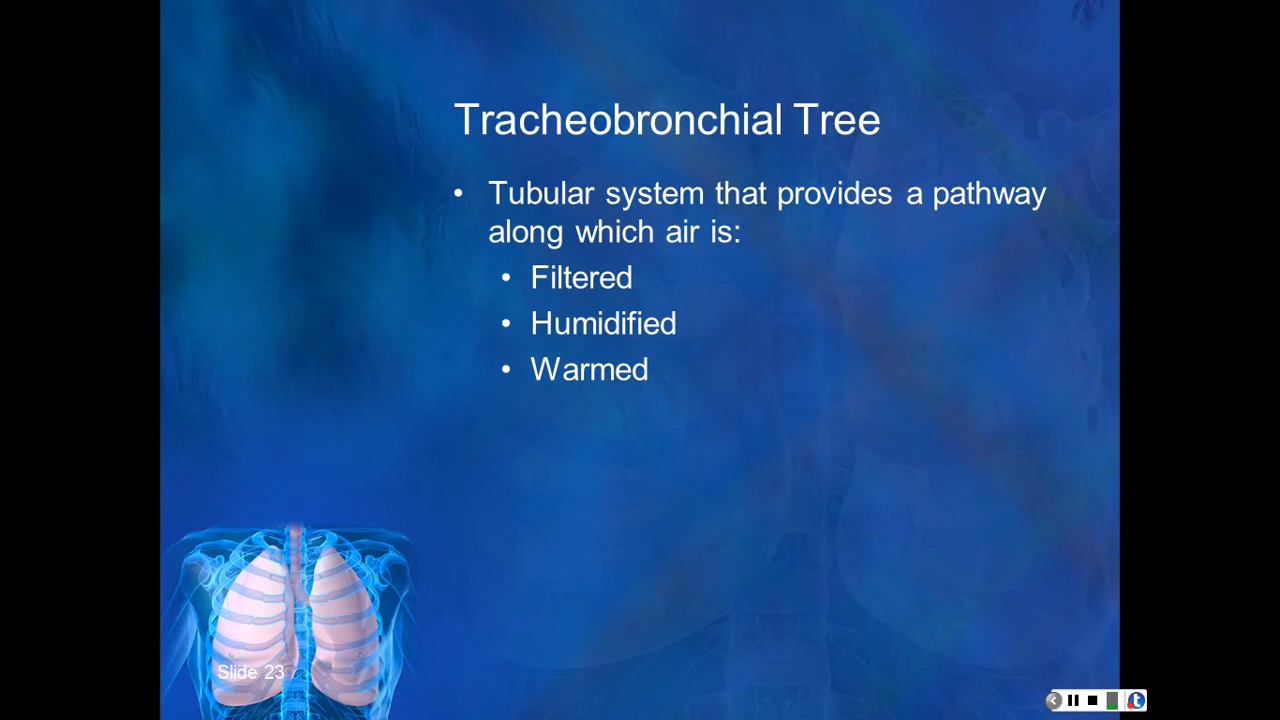 Tracheobronchial Tree
• Tubular system that provides a pathway
along which air is:
• Filtered
• Humidified
• Warmed
Slide 23